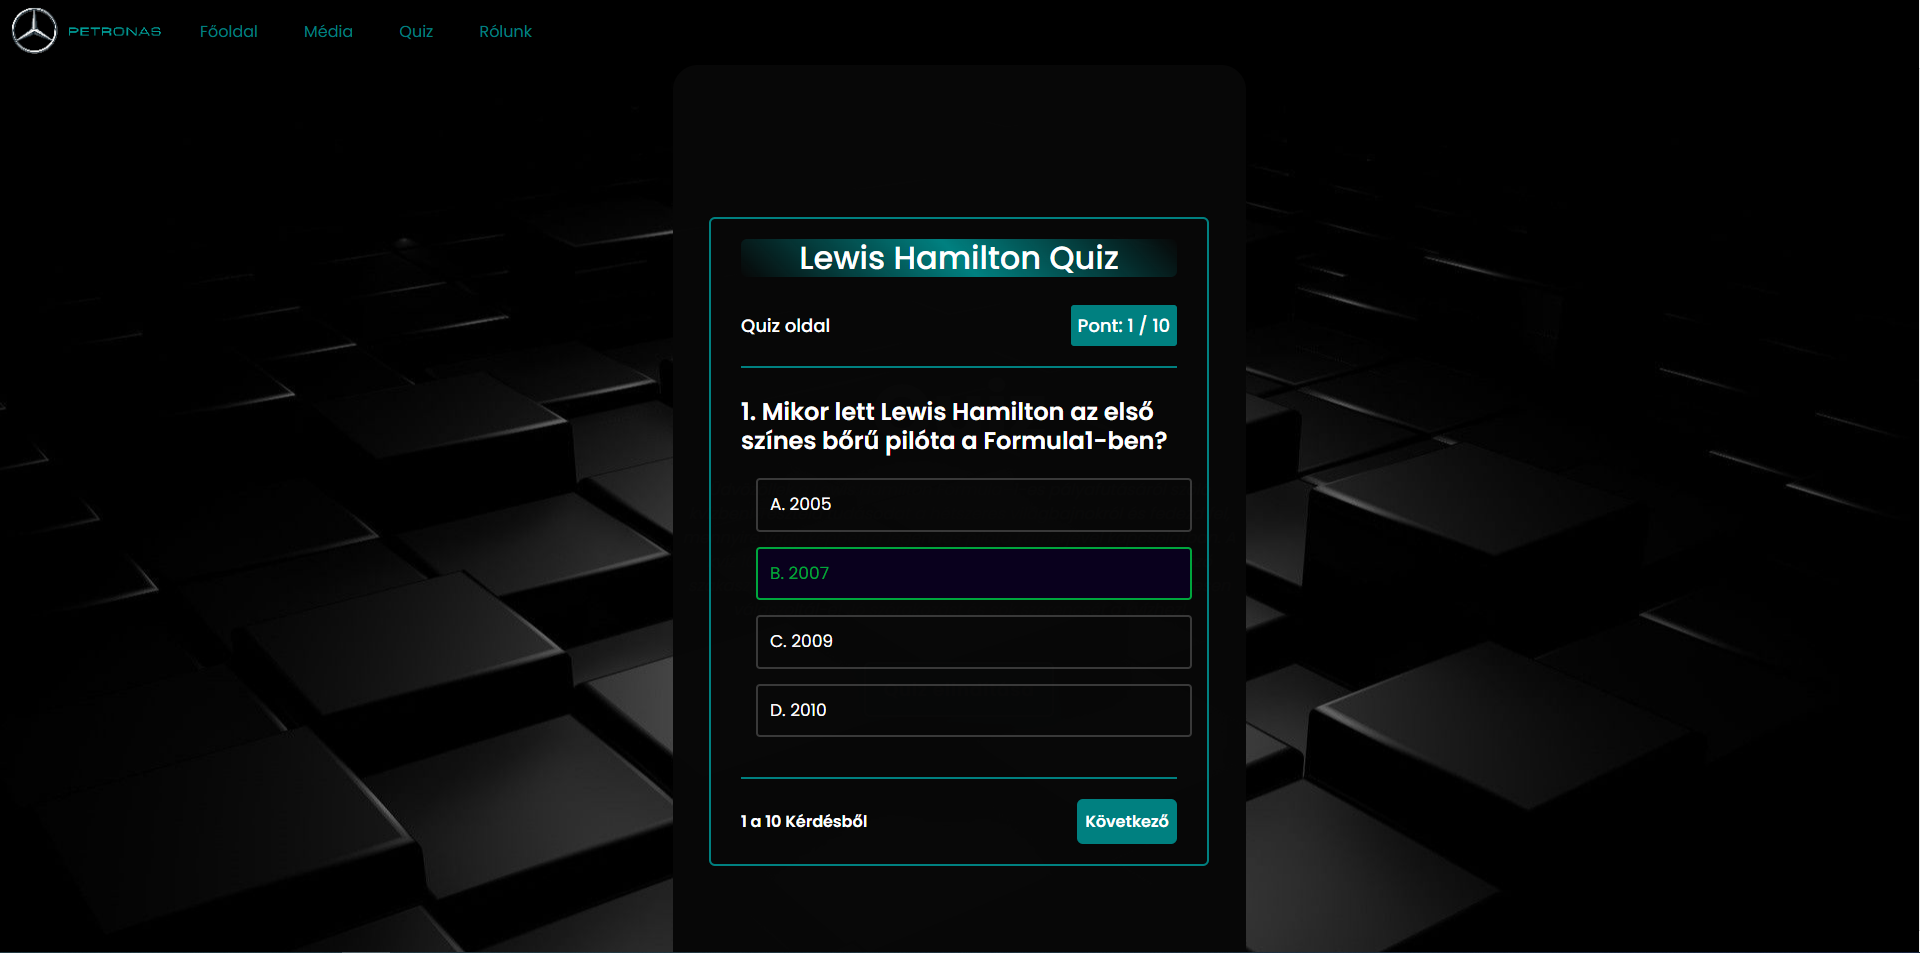 PETRONAS Főoldal Média Quiz Rólunk
Lewis Hamilton Quiz
Quiz oldal Pont: 1 / 10
1. Mikor lett Lewis Hamilton az első
színes bőrű pilóta a Formula1-ben?
A. 2005
B. 2007
C. 2009
D. 2010
1 a 10 Kérdésből Következő